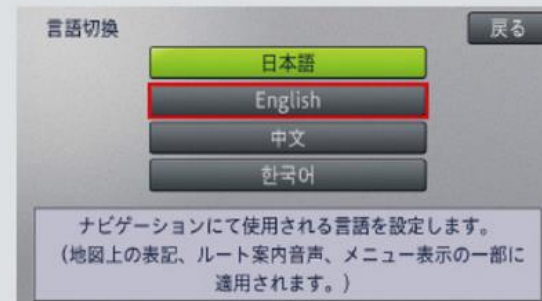 言語切換
戻る
日本語
English
中文
한국어
ナビゲーションにて使用される言語を設定します。
(地図上の表記、ルート案内音声、メニュー表示の一部に
適用されます。)